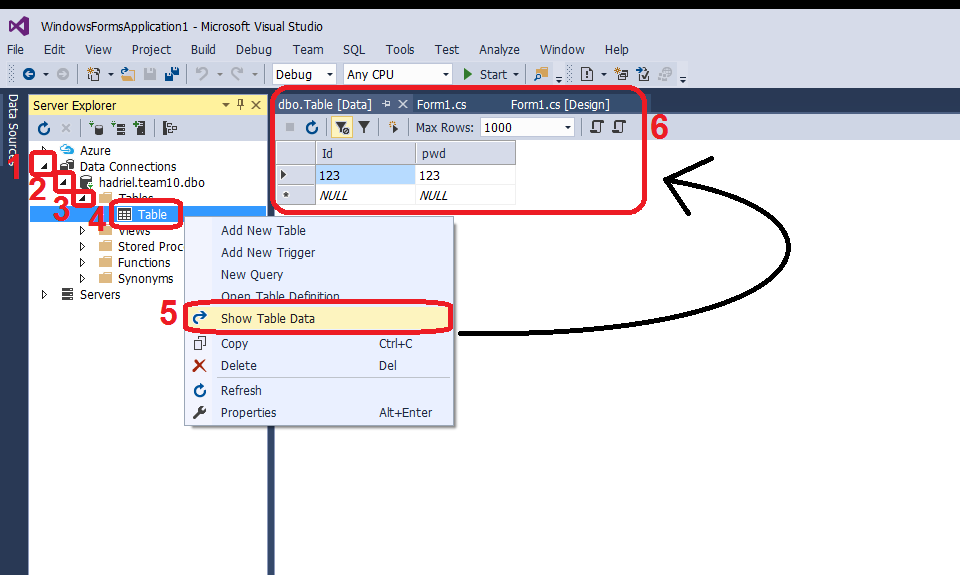 WindowsFormsApplication1 - Microsoft Visual Studio
File Edit View Project Build Debug Team SQL Tools Test Analyze Window Help
Debug Any CPU Start
Data Sources
Server Explorer
dbo.Table [Data] Form1.cs Form1.cs [Design]
Max Rows: 1000
6
Azure
Id pwd
1
Data Connections
123 123
2
hadriel.team10.dbo
NULL NULL
3
Tables
4
Table
Views
Stored Proc
Functions
Synonyms
Servers
Add New Table
Add New Trigger
New Query
Open Table Definition
5
Show Table Data
Copy Ctrl+C
Delete Del
Refresh
Properties Alt+Enter